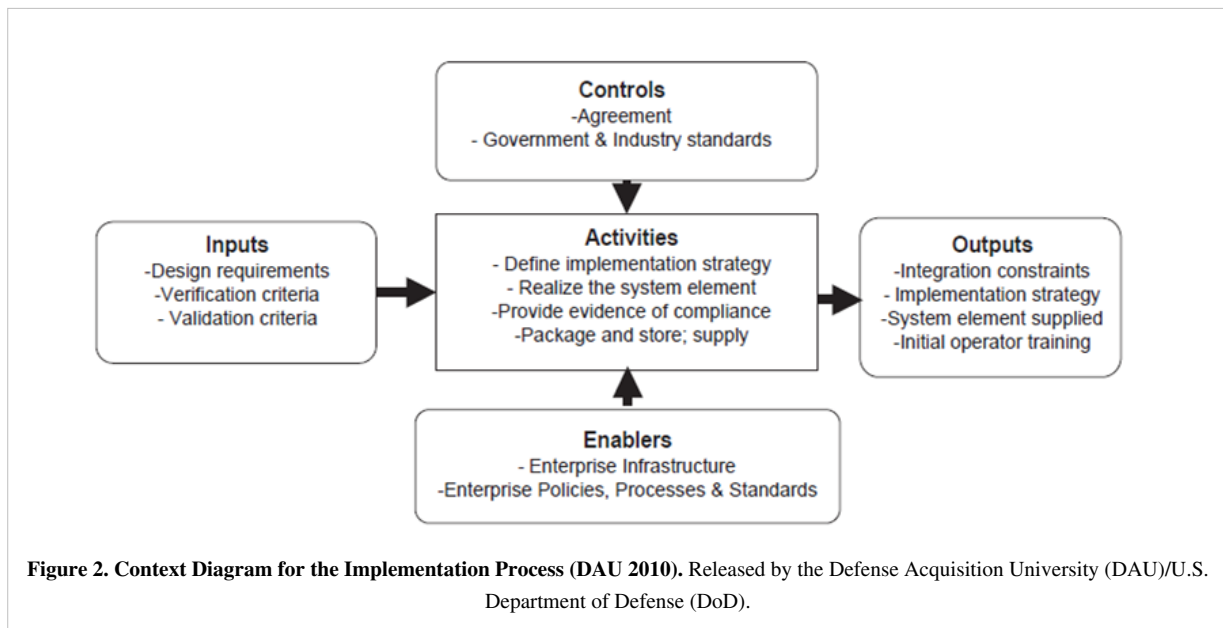 Controls
-Agreement
- Government & Industry standards
Inputs
-Design requirements
-Verification criteria
- Validation criteria
Activities
- Define implementation strategy
- Realize the system element
-Provide evidence of compliance
-Package and store; supply
Outputs
-Integration constraints
- Implementation strategy
-System element supplied
-Initial operator training
Enablers
- Enterprise Infrastructure
-Enterprise Policies, Processes & Standards
Figure 2. Context Diagram for the Implementation Process (DAU 2010). Released by the Defense Acquisition University (DAU)/U.S.
Department of Defense (DoD).